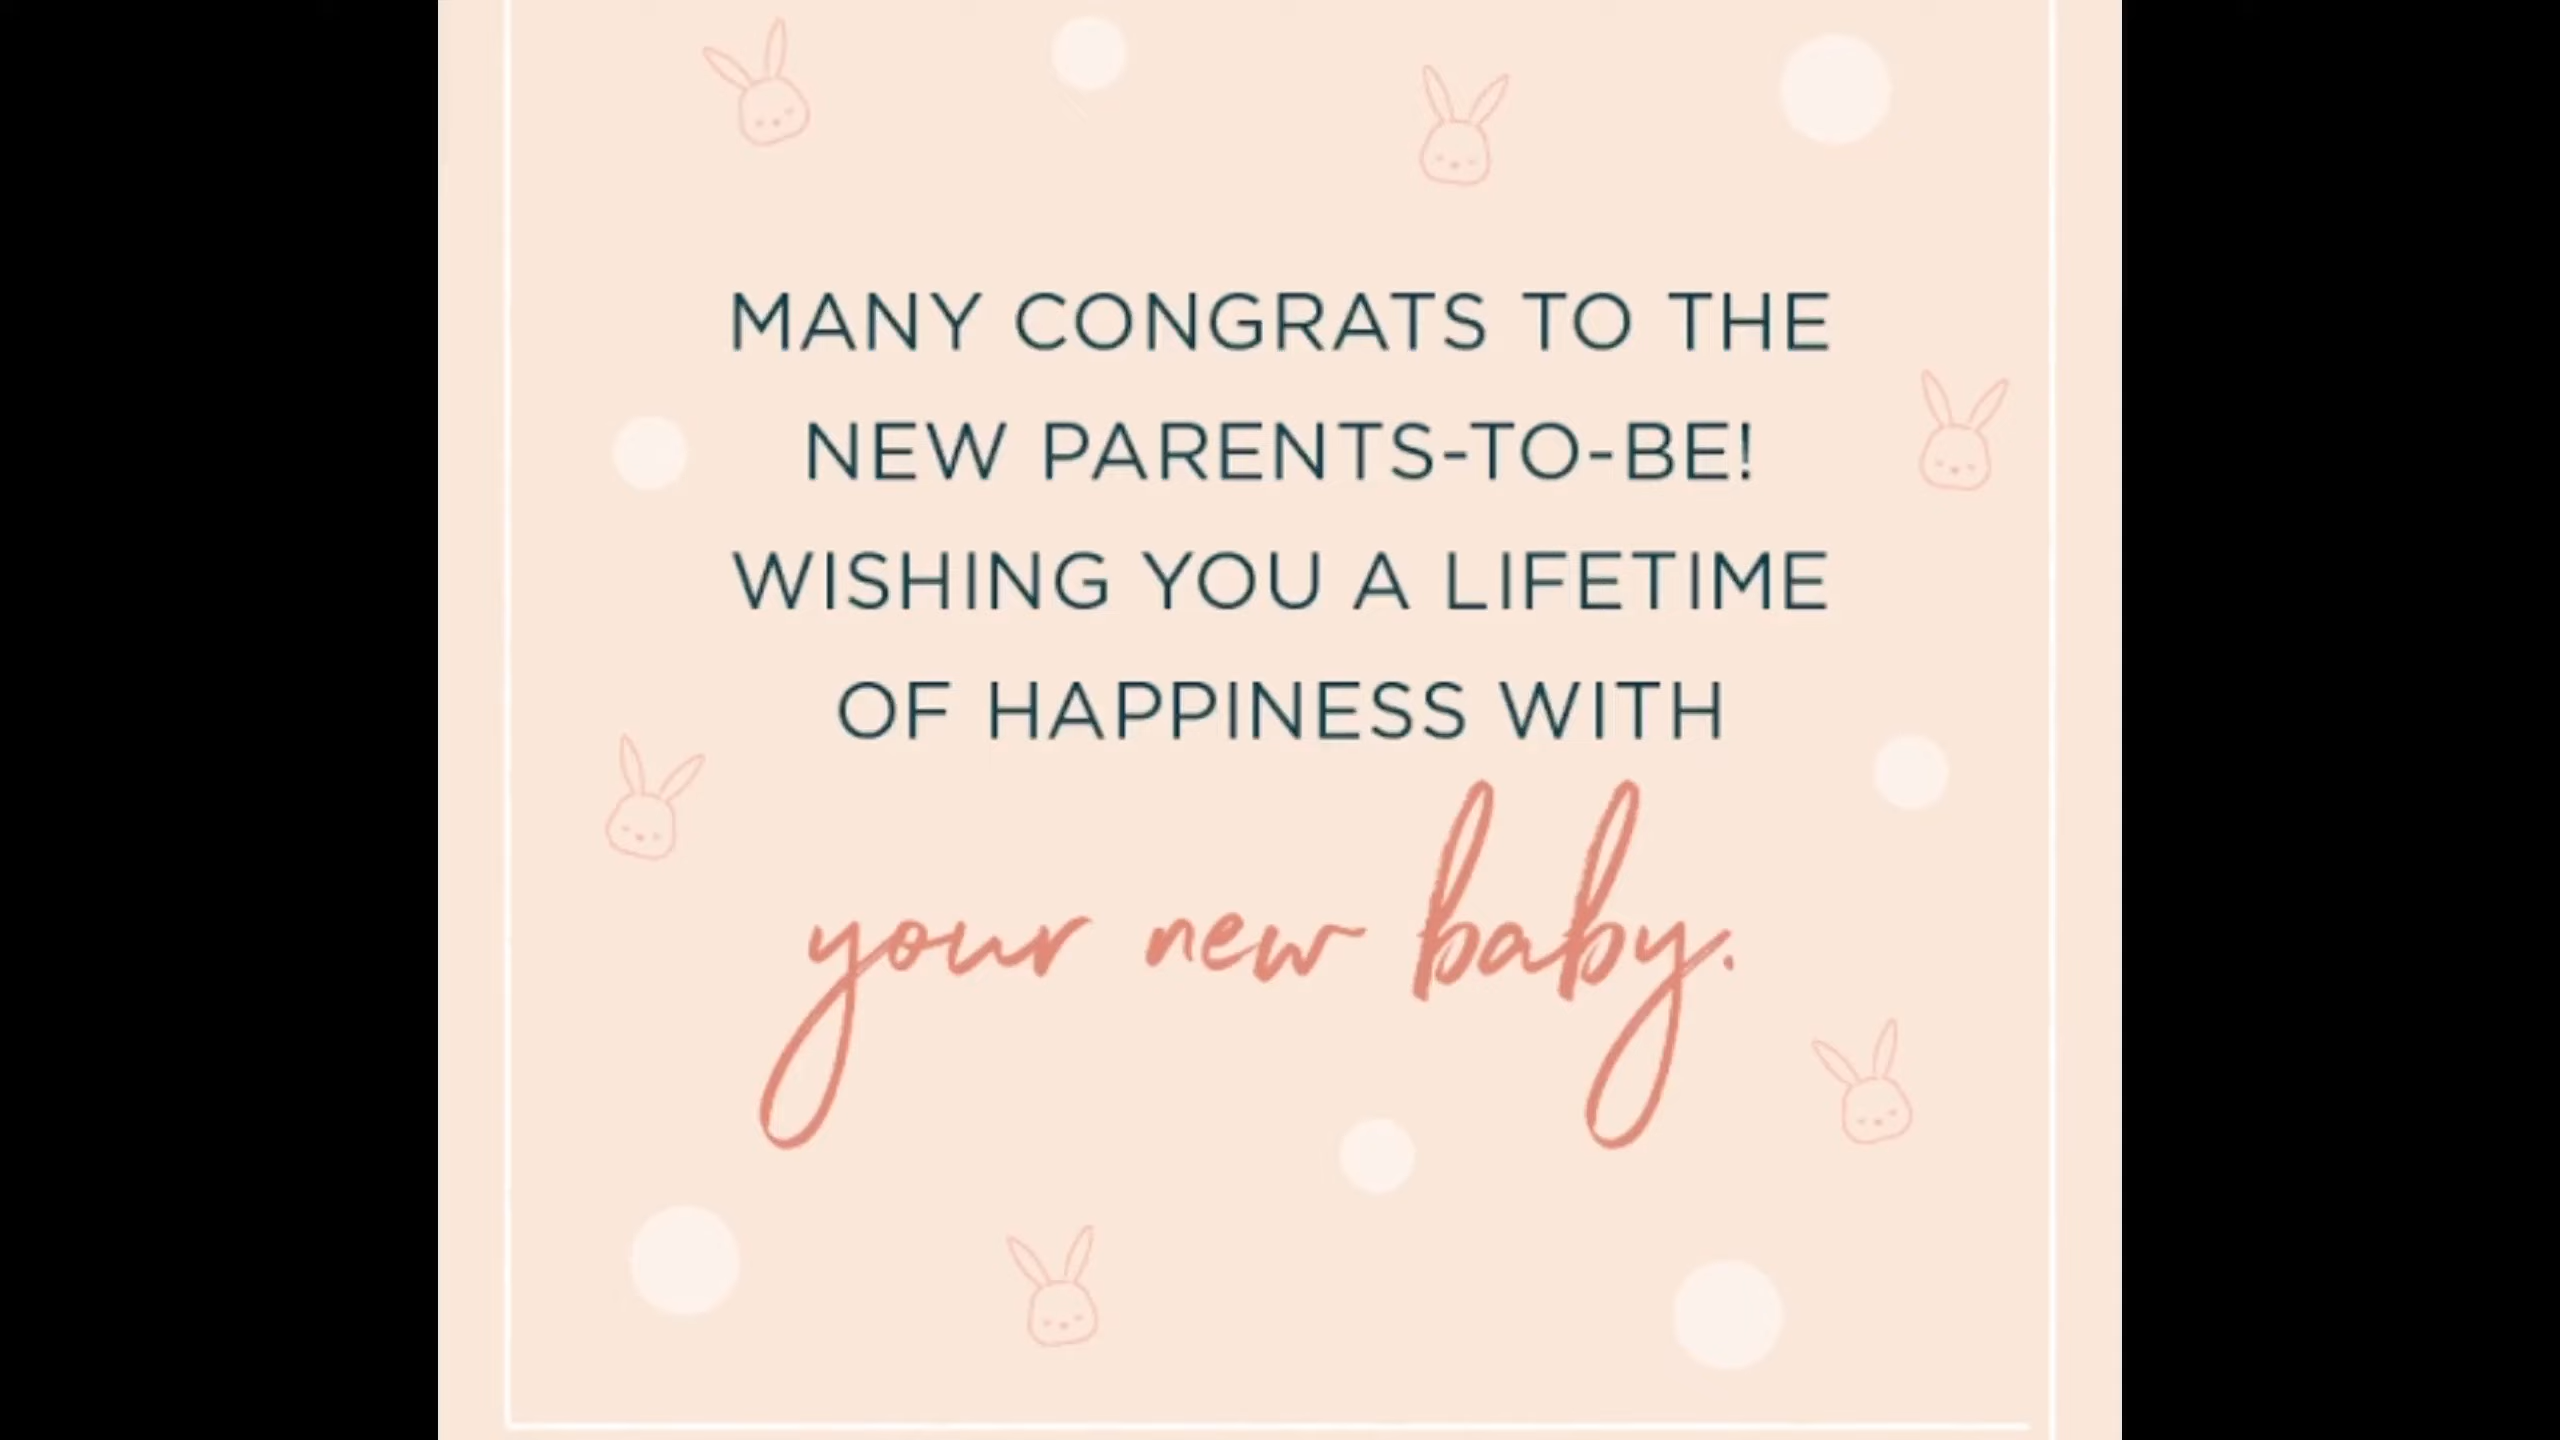 MANY CONGRATS TO THE
NEW PARENTS-TO-BE!
WISHING YOU A LIFETIME
OF HAPPINESS WITH
your new baby.